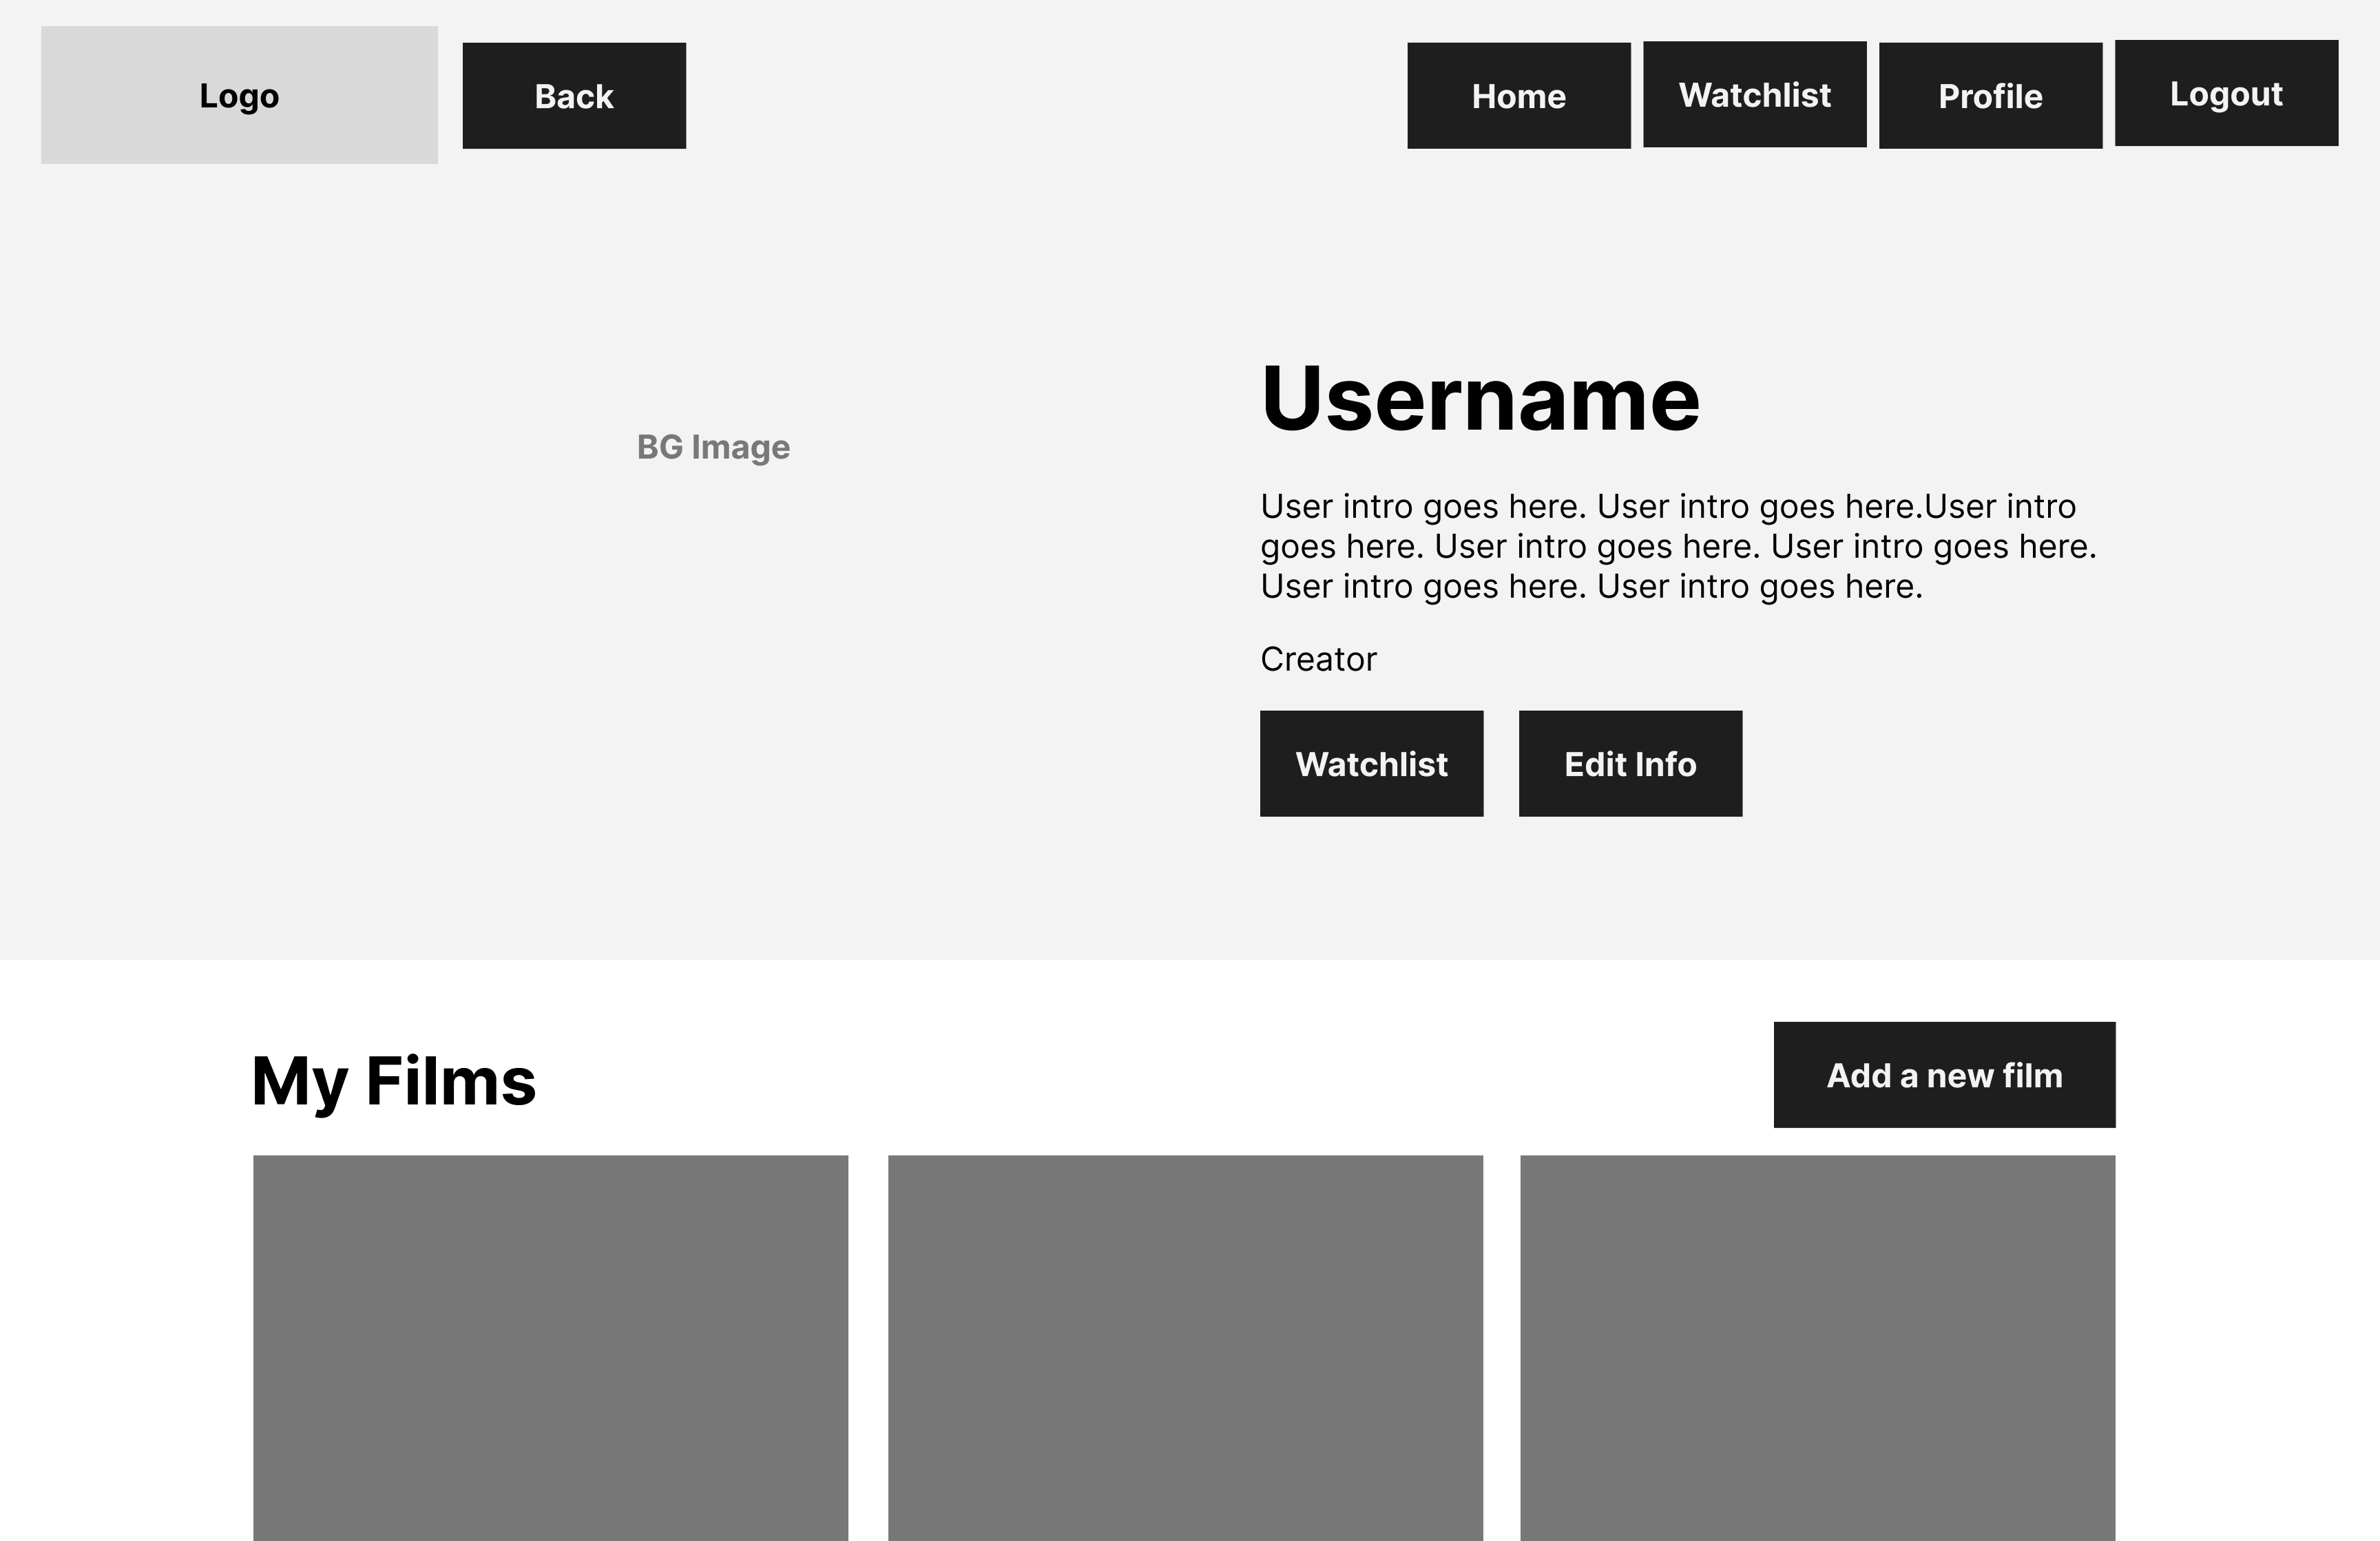 Logo
Back
Home
Watchlist
Profile
Logout
BG Image
Username
User intro goes here. User intro goes here.User intro
goes here. User intro goes here. User intro goes here.
User intro goes here. User intro goes here.
Creator
Watchlist
Edit Info
My Films
Add a new film